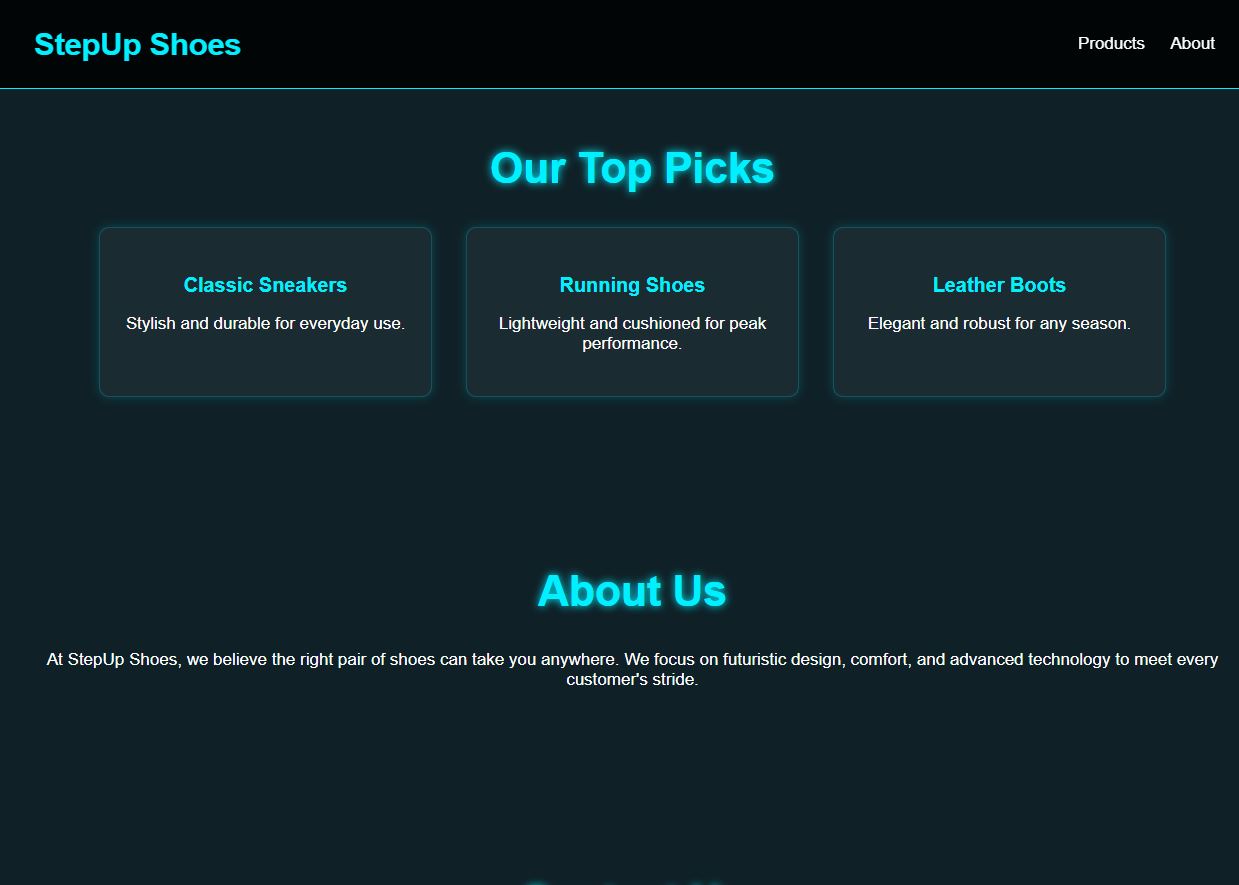 StepUp Shoes
Products About
Our Top Picks
Classic Sneakers
Stylish and durable for everyday use.
Running Shoes
Lightweight and cushioned for peak
performance.
Leather Boots
Elegant and robust for any season.
About Us
At StepUp Shoes, we believe the right pair of shoes can take you anywhere. We focus on futuristic design, comfort, and advanced technology to meet every
customer's stride.